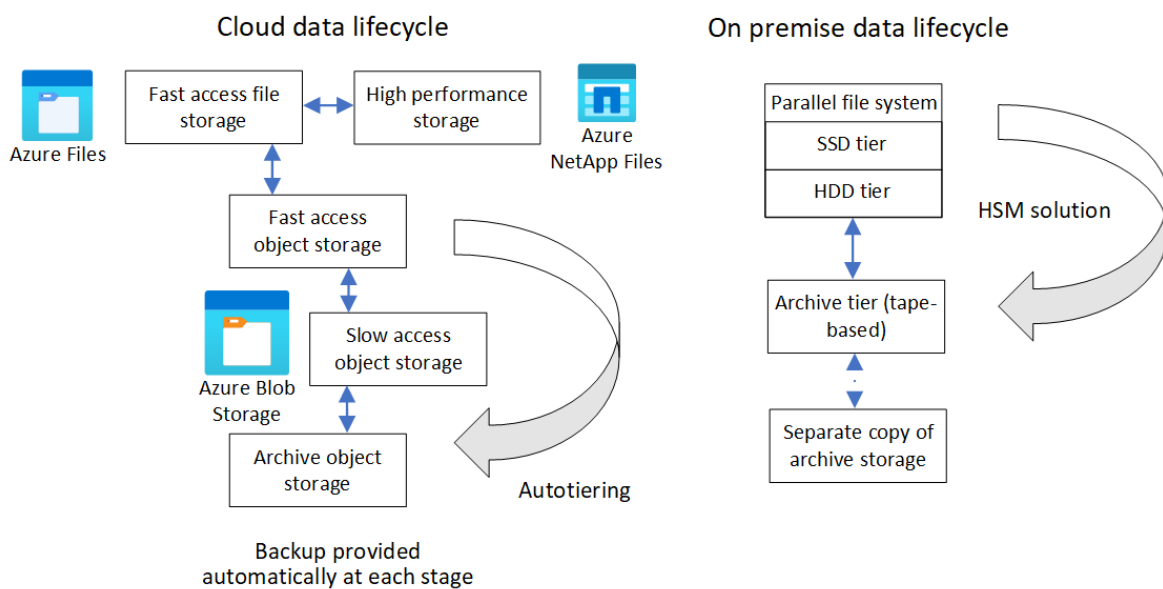 Cloud data lifecycle
Fast access file
storage
High performance
storage
Azure Files
Azure
NetApp Files
Fast access
object storage
Slow access
object storage
Azure Blob
Storage
Archive object
storage
Autotiering
Backup provided
automatically at each stage
On premise data lifecycle
Parallel file system
SSD tier
HDD tier
HSM solution
Archive tier (tape-
based)
Separate copy of
archive storage